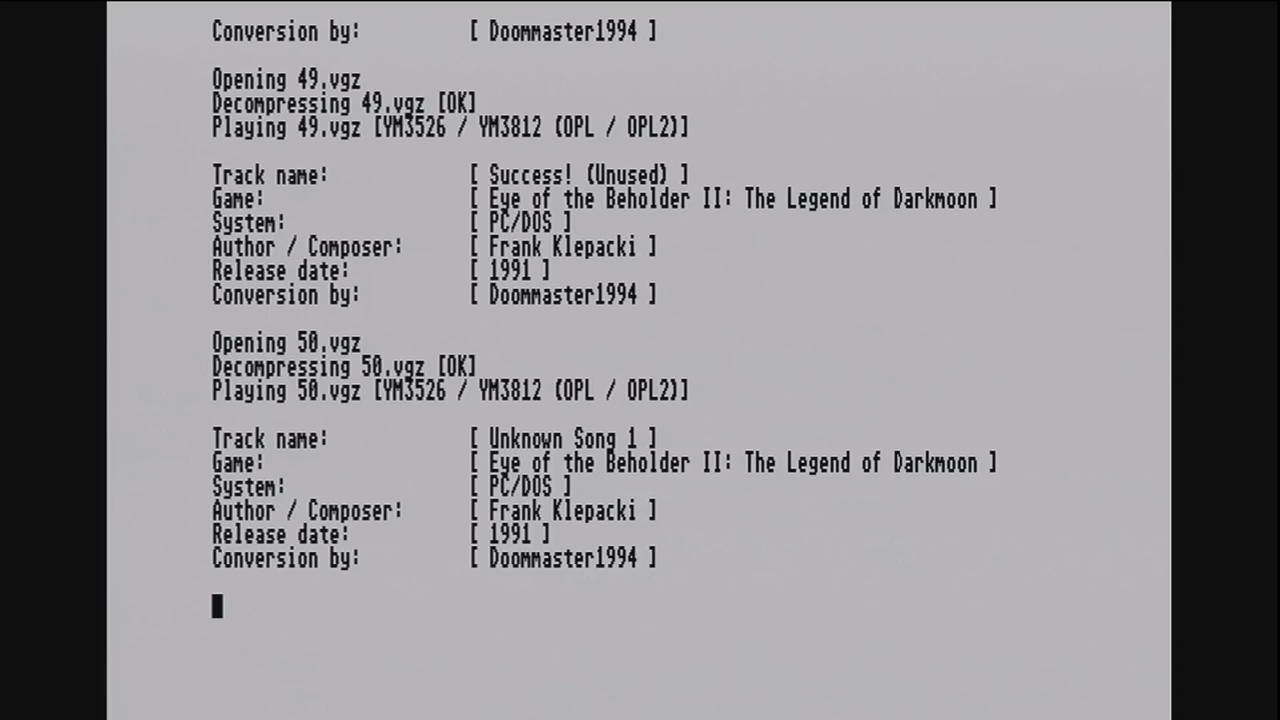 Conversion by: [ Doommaster1994 ]
Opening 49.vgz
Decompressing 49.vgz [OK]
Playing 49.vgz [YM3526 / YM3812 (OPL / OPL2)]
Track name: [ Success! (Unused) ]
Game: [ Eye of the Beholder II: The Legend of Darkmoon ]
System: [ PC/DOS ]
Author / Composer: [ Frank Klepacki ]
Release date: [ 1991 ]
Conversion by: [ Doommaster1994 ]
Opening 50.vgz
Decompressing 50.vgz [OK]
Playing 50.vgz [YM3526 / YM3812 (OPL / OPL2)]
Track name: [ Unknown Song 1 ]
Game: [ Eye of the Beholder II: The Legend of Darkmoon ]
System: [ PC/DOS ]
Author / Composer: [ Frank Klepacki ]
Release date: [ 1991 ]
Conversion by: [ Doommaster1994 ]